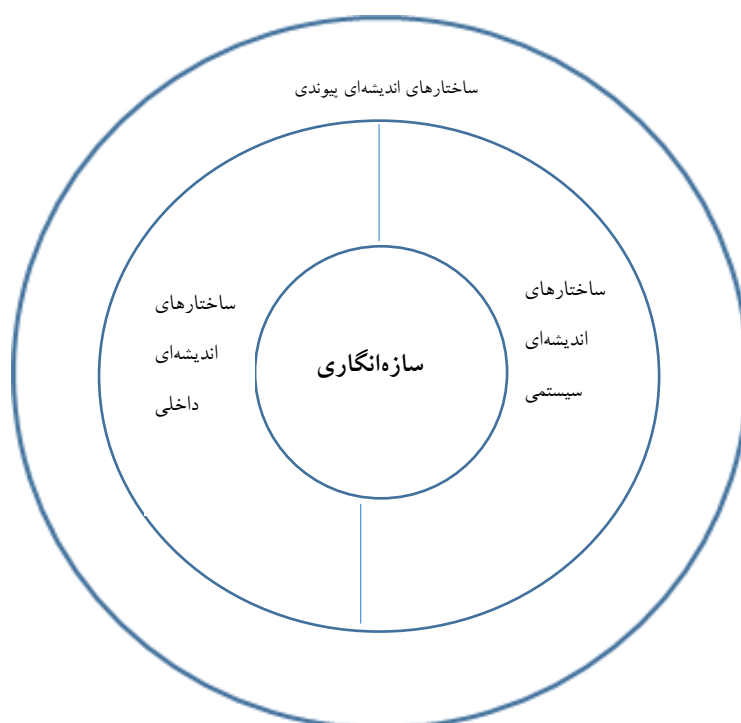 ساختارهای اندیشه‌ای پیوندی
ساختارهای
اندیشه‌ای
سیستمی
سازه‌انگاری
ساختارهای
اندیشه‌ای
داخلی